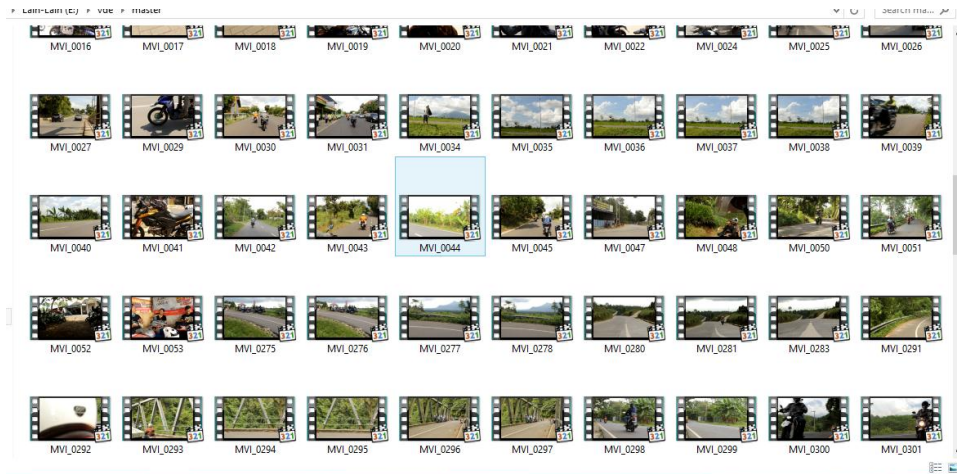 Lain-Lain (E:) ▸ vde ▸ master
Search ma...
MVI_0016 MVI_0017 MVI_0018 MVI_0019 MVI_0020 MVI_0021 MVI_0022 MVI_0024 MVI_0025 MVI_0026
MVI_0027 MVI_0029 MVI_0030 MVI_0031 MVI_0034 MVI_0035 MVI_0036 MVI_0037 MVI_0038 MVI_0039
MVI_0040 MVI_0041 MVI_0042 MVI_0043 MVI_0044 MVI_0045 MVI_0047 MVI_0048 MVI_0050 MVI_0051
MVI_0052 MVI_0053 MVI_0275 MVI_0276 MVI_0277 MVI_0278 MVI_0280 MVI_0281 MVI_0283 MVI_0291
MVI_0292 MVI_0293 MVI_0294 MVI_0295 MVI_0296 MVI_0297 MVI_0298 MVI_0299 MVI_0300 MVI_0301